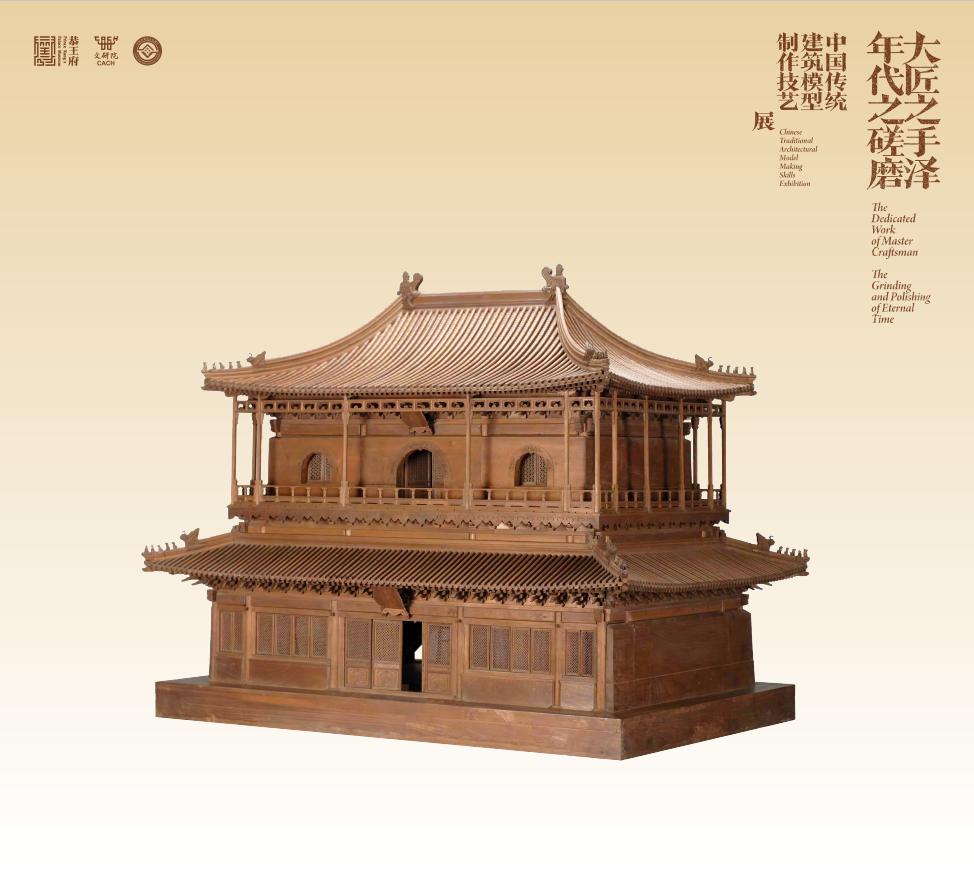 大匠之手泽
年代之磋磨
The
Dedicated
Work
of Master
Craftsman
The
Grinding
and Polishing
of Eternal
Time
中国传统
建筑模型
制作技艺
展
Chinese
Traditional
Architectural
Model
Making
Skills
Exhibition
恭王府
文研院
CACH